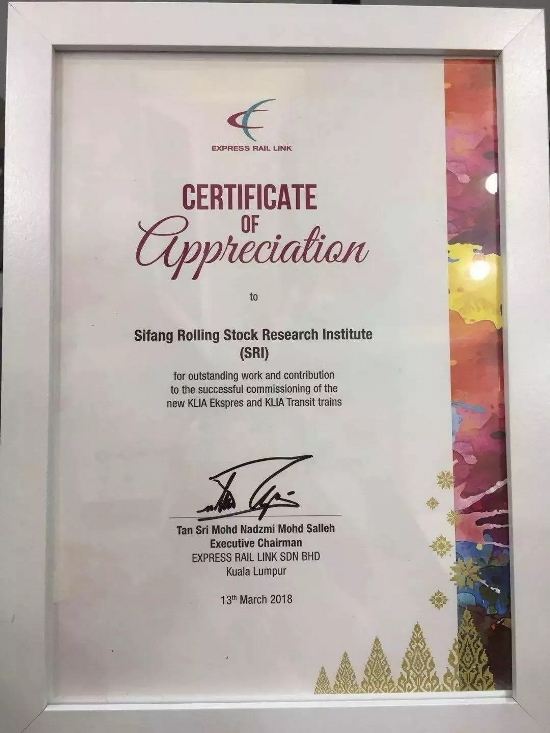 EXPRESS RAIL LINK
CERTIFICATE
OF
Appreciation
to
Sifang Rolling Stock Research Institute
(SRI)
for outstanding work and contribution
to the successful commissioning of the
new KLIA Ekspres and KLIA Transit trains
Tan Sri Mohd Nadzmi Mohd Salleh
Executive Chairman
EXPRESS RAIL LINK SDN BHD
Kuala Lumpur
13th March 2018